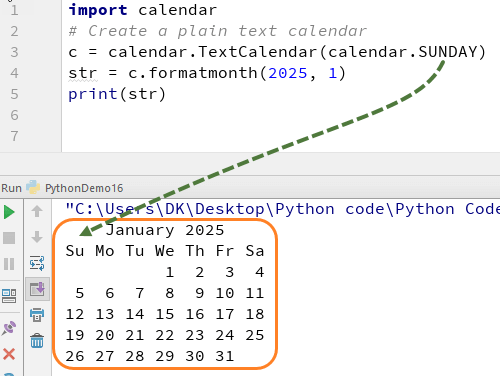 1 import calendar
2 # Create a plain text calendar
3 c = calendar.TextCalendar(calendar.SUNDAY)
4 str = c.formatmonth(2025, 1)
5 print(str)
6
7
Run PythonDemo16
"C:\Users\DK\Desktop\Python code\Python Code
    January 2025
Su Mo Tu We Th Fr Sa
          1  2  3  4
 5  6  7  8  9 10 11
12 13 14 15 16 17 18
19 20 21 22 23 24 25
26 27 28 29 30 31